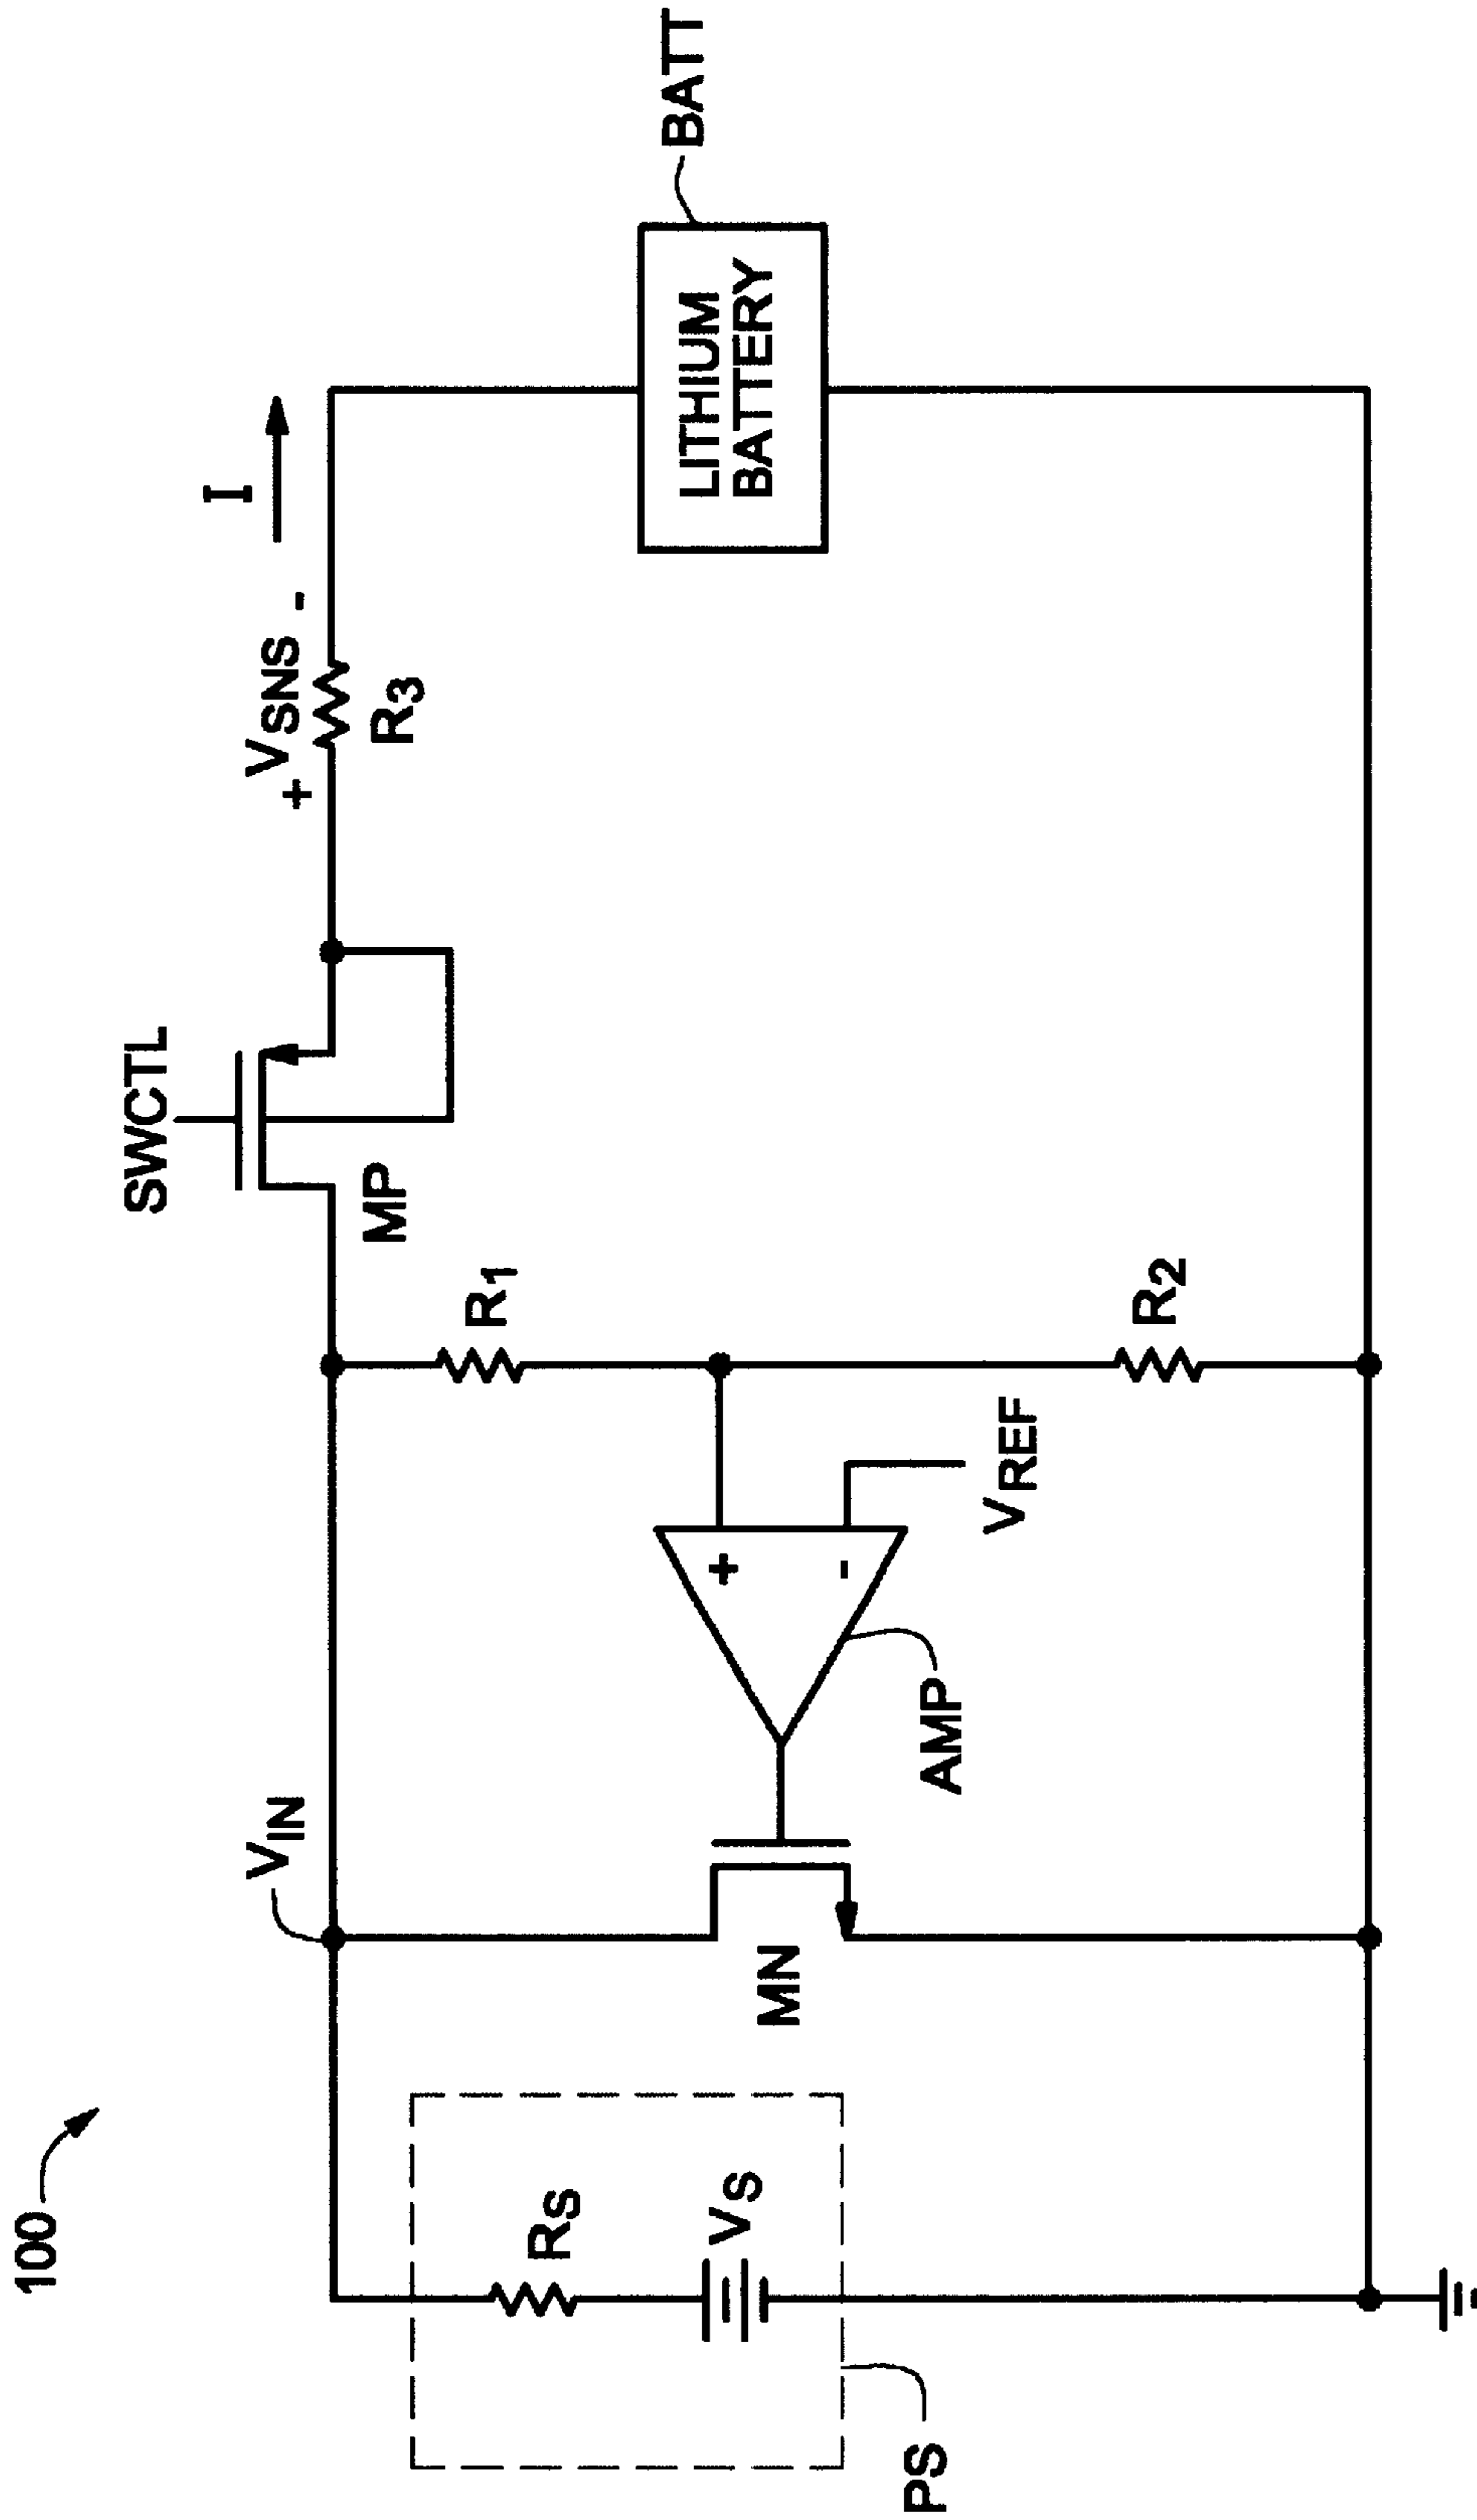 100
PS
RS
VS
VIN
MN
AMP
VREF
R1
R2
MP
SWCTL
+ VSNS -
R3
I
+
-
LITHIUM
BATTERY
BATT